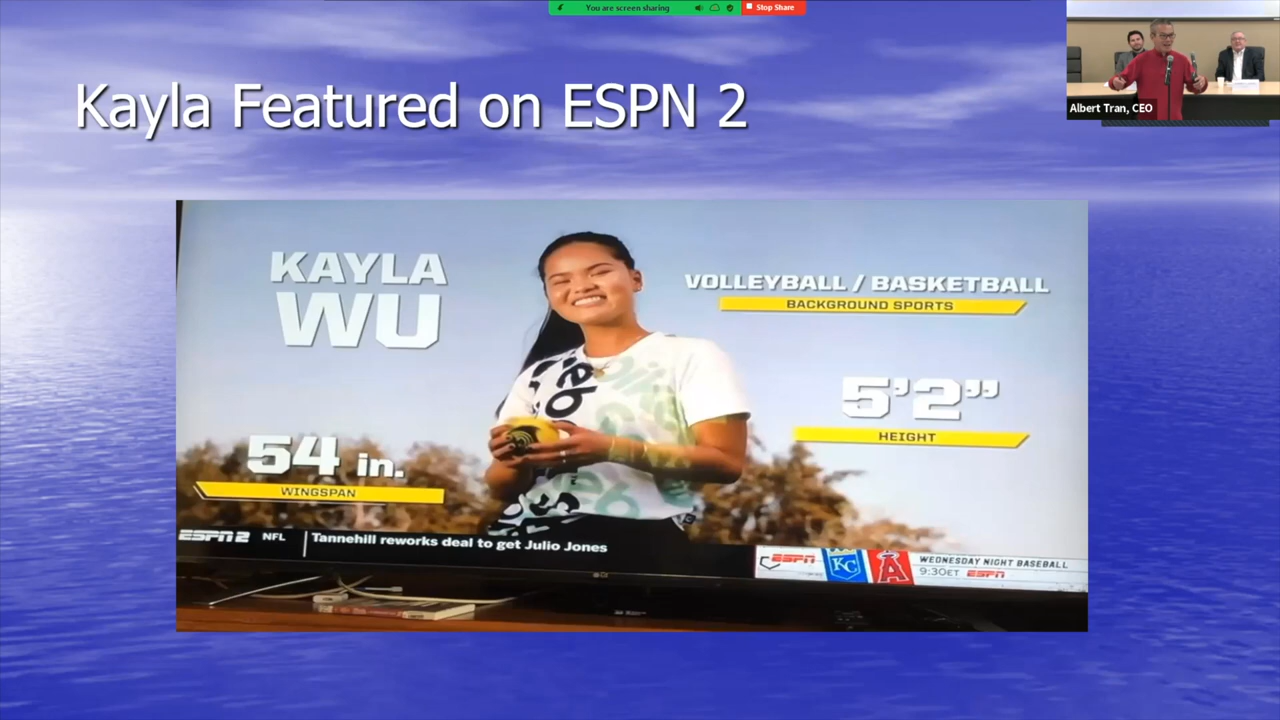 You are screen sharing
Stop Share
Kayla Featured on ESPN 2
Albert Tran, CEO
KAYLA
WU
VOLLEYBALL / BASKETBALL
BACKGROUND SPORTS
5'2”
HEIGHT
54 in.
WINGSPAN
ESPN2 NFL Tannehill reworks deal to get Julio Jones
ESPN KC A WEDNESDAY NIGHT BASEBALL
9:30ET ESPN
LG